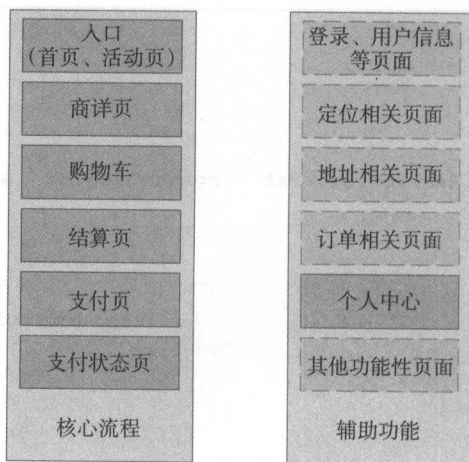 入口
(首页、活动页)
商详页
购物车
结算页
支付页
支付状态页
核心流程
登录、用户信息
等页面
定位相关页面
地址相关页面
订单相关页面
个人中心
其他功能性页面
辅助功能